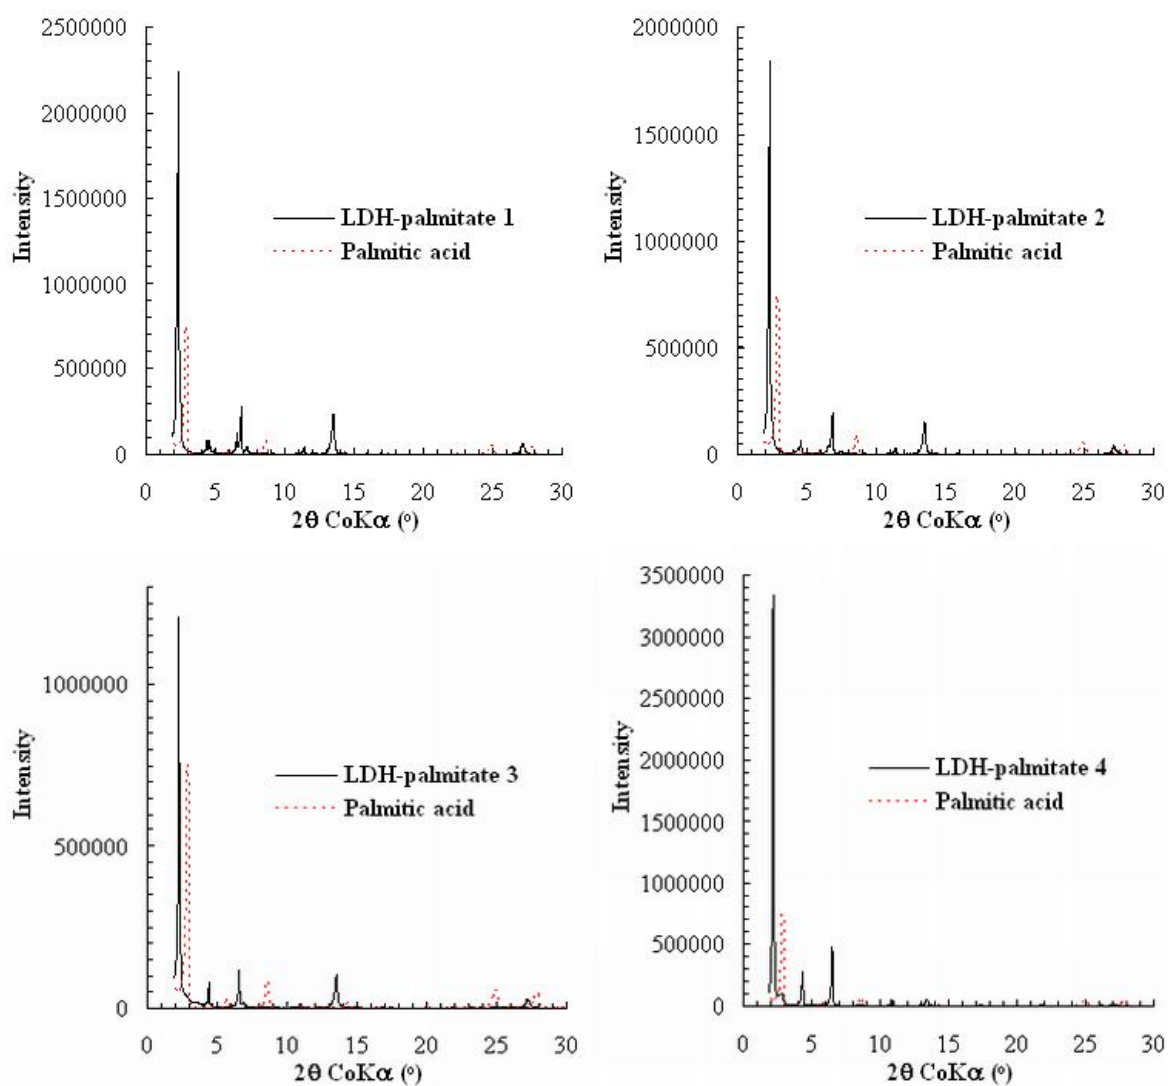 2500000
2000000
1500000
1000000
500000
0
Intensity
LDH-palmitate 1
Palmitic acid
0 5 10 15 20 25 30
2θ CoKα (°)
2000000
1500000
1000000
500000
0
Intensity
LDH-palmitate 2
Palmitic acid
0 5 10 15 20 25 30
2θ CoKα (°)
1000000
500000
0
Intensity
LDH-palmitate 3
Palmitic acid
0 5 10 15 20 25 30
2θ CoKα (°)
3500000
3000000
2500000
2000000
1500000
1000000
500000
0
Intensity
LDH-palmitate 4
Palmitic acid
0 5 10 15 20 25 30
2θ CoKα (°)